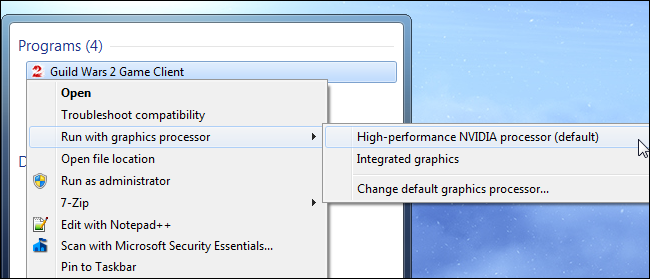 Programs (4)
Guild Wars 2 Game Client
Open
Troubleshoot compatibility
Run with graphics processor
High-performance NVIDIA processor (default)
Open file location
Integrated graphics
Run as administrator
Change default graphics processor...
7-Zip
Edit with Notepad++
Scan with Microsoft Security Essentials...
Pin to Taskbar